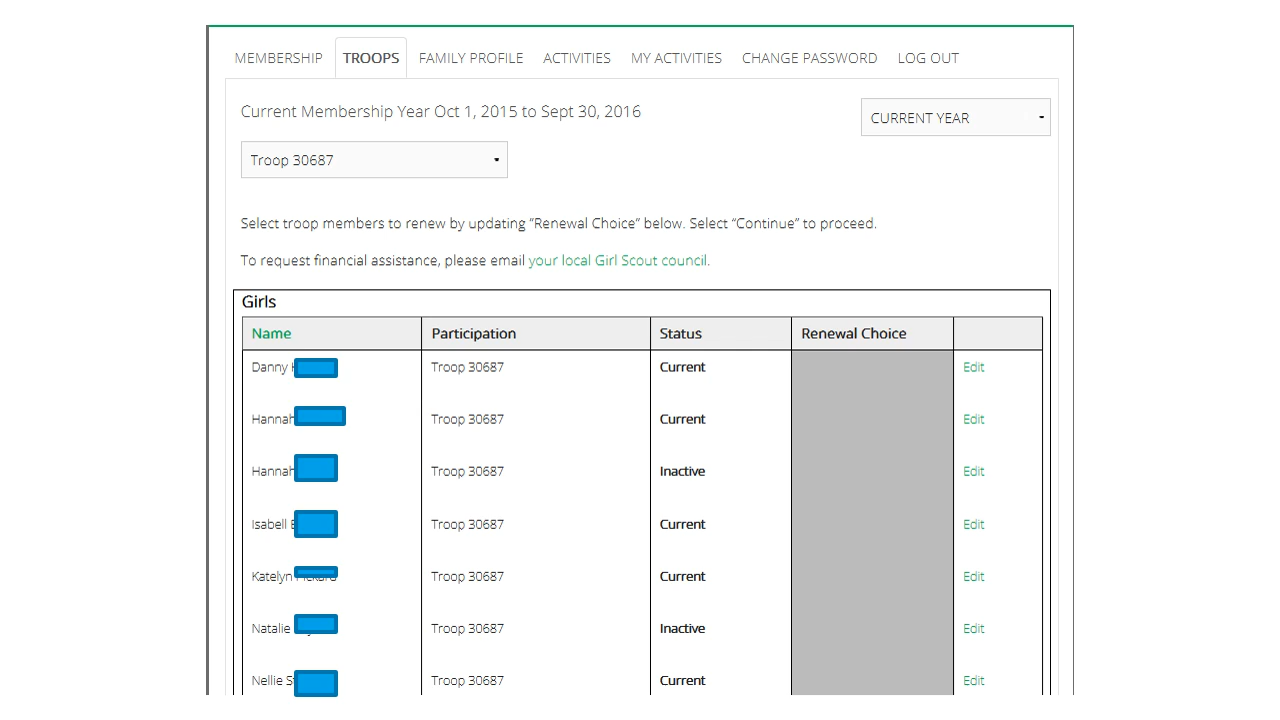 MEMBERSHIP TROOPS FAMILY PROFILE ACTIVITIES MY ACTIVITIES CHANGE PASSWORD LOG OUT
Current Membership Year Oct 1, 2015 to Sept 30, 2016
CURRENT YEAR
Troop 30687
Select troop members to renew by updating “Renewal Choice” below. Select “Continue” to proceed.
To request financial assistance, please email your local Girl Scout council.
Girls
Name Participation Status Renewal Choice
Danny Troop 30687 Current Edit
Hannah Troop 30687 Current Edit
Hannah Troop 30687 Inactive Edit
Isabell Troop 30687 Current Edit
Katelyn Troop 30687 Current Edit
Natalie Troop 30687 Inactive Edit
Nellie Troop 30687 Current Edit